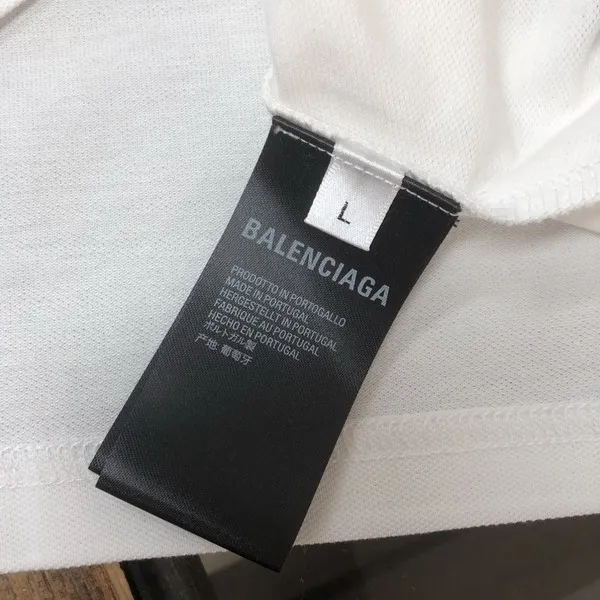 L
BALENCIAGA
PRODOTTO IN PORTOGALLO
MADE IN PORTUGAL
HERGESTELLT IN PORTUGAL
FABRIQUE AU PORTUGAL
HECHO EN PORTUGAL
ポルトガル製
产地:葡萄牙